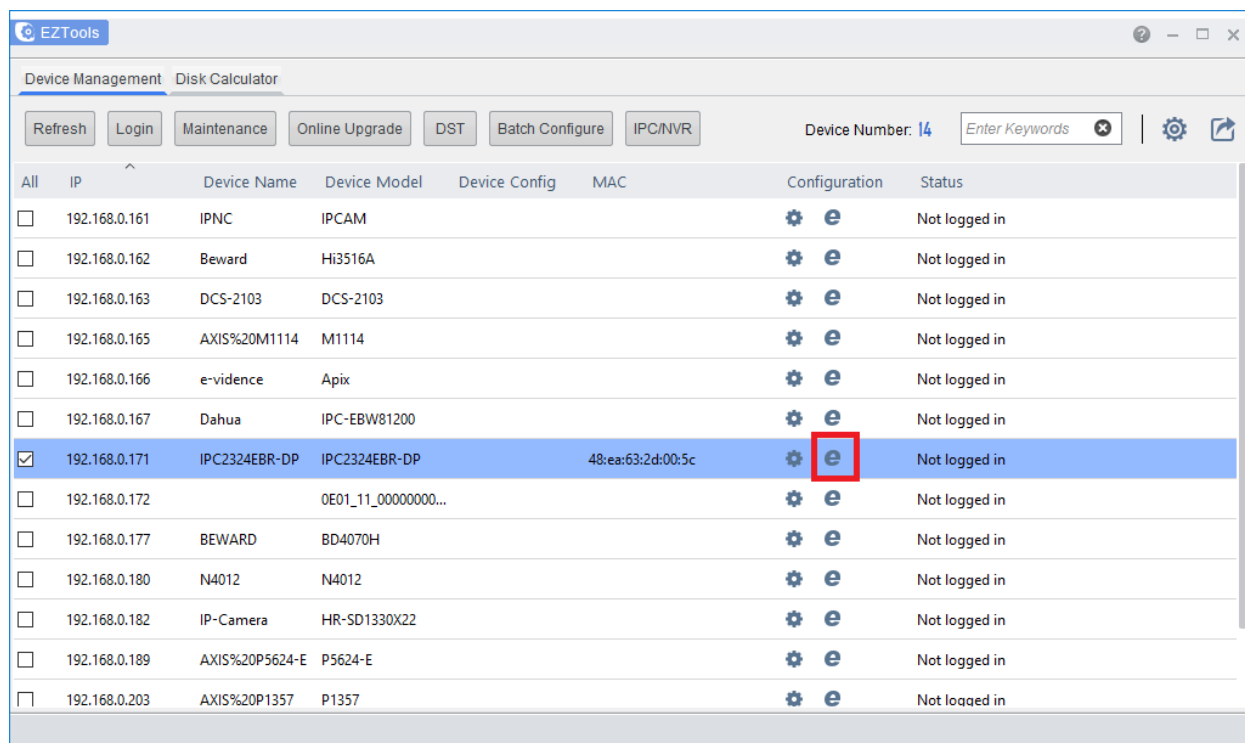 EZTools
Device Management Disk Calculator
Refresh Login Maintenance Online Upgrade DST Batch Configure IPC/NVR Device Number: 14 Enter Keywords
All IP Device Name Device Model Device Config MAC Configuration Status
192.168.0.161 IPNC IPCAM Not logged in
192.168.0.162 Beward Hi3516A Not logged in
192.168.0.163 DCS-2103 DCS-2103 Not logged in
192.168.0.165 AXIS%20M1114 M1114 Not logged in
192.168.0.166 e-vidence Apix Not logged in
192.168.0.167 Dahua IPC-EBW81200 Not logged in
192.168.0.171 IPC2324EBR-DP IPC2324EBR-DP 48:ea:63:2d:00:5c Not logged in
192.168.0.172 0E01_11_00000000... Not logged in
192.168.0.177 BEWARD BD4070H Not logged in
192.168.0.180 N4012 N4012 Not logged in
192.168.0.182 IP-Camera HR-SD1330X22 Not logged in
192.168.0.189 AXIS%20P5624-E P5624-E Not logged in
192.168.0.203 AXIS%20P1357 P1357 Not logged in